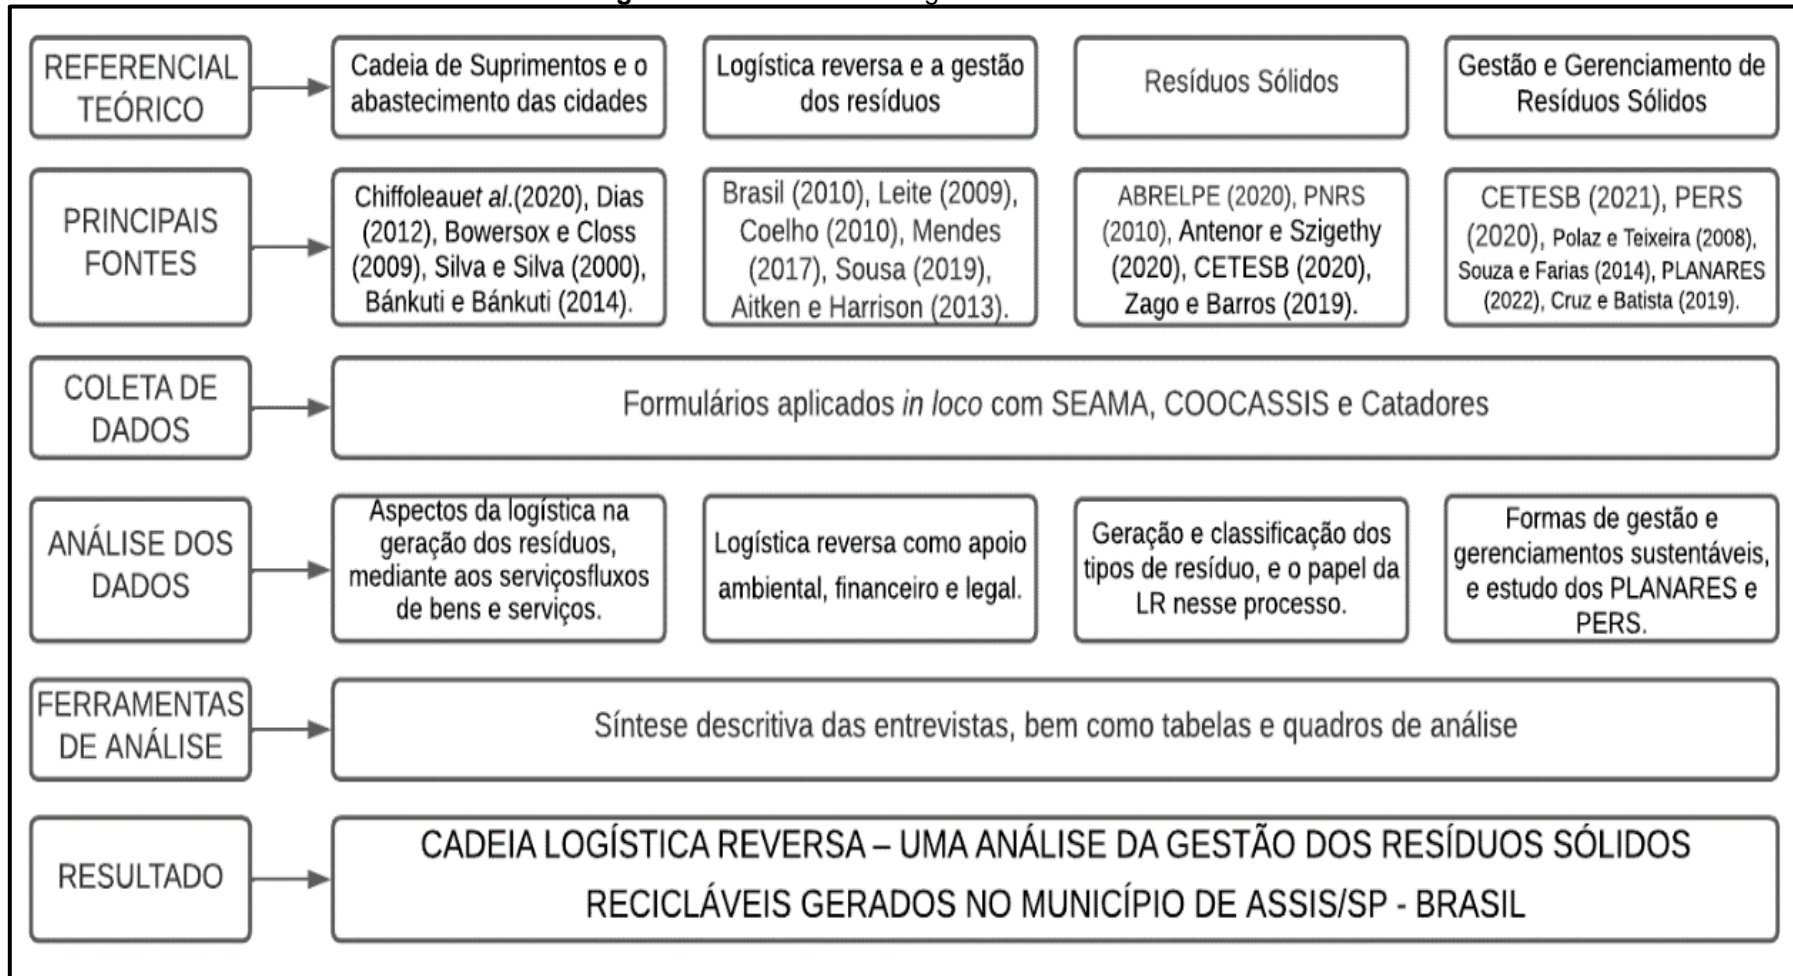 REFERENCIAL
TEÓRICO
Cadeia de Suprimentos e o
abastecimento das cidades
Logística reversa e a gestão
dos resíduos
Resíduos Sólidos
Gestão e Gerenciamento de
Resíduos Sólidos
PRINCIPAIS
FONTES
Chiffoleauet al.(2020), Dias
(2012), Bowersox e Closs
(2009), Silva e Silva (2000),
Bánkuti e Bánkuti (2014).
Brasil (2010), Leite (2009),
Coelho (2010), Mendes
(2017), Sousa (2019),
Aitken e Harrison (2013).
ABRELPE (2020), PNRS
(2010), Antenor e Szigethy
(2020), CETESB (2020),
Zago e Barros (2019).
CETESB (2021), PERS
(2020), Polaz e Teixeira (2008),
Souza e Farias (2014), PLANARES
(2022), Cruz e Batista (2019).
COLETA DE
DADOS
Formulários aplicados in loco com SEAMA, COOCASSIS e Catadores
ANÁLISE DOS
DADOS
Aspectos da logística na
geração dos resíduos,
mediante aos serviçosfluxos
de bens e serviços.
Logística reversa como apoio
ambiental, financeiro e legal.
Geração e classificação dos
tipos de resíduo, e o papel da
LR nesse processo.
Formas de gestão e
gerenciamentos sustentáveis,
e estudo dos PLANARES e
PERS.
FERRAMENTAS
DE ANÁLISE
Síntese descritiva das entrevistas, bem como tabelas e quadros de análise
RESULTADO
CADEIA LOGÍSTICA REVERSA – UMA ANÁLISE DA GESTÃO DOS RESÍDUOS SÓLIDOS
RECICLÁVEIS GERADOS NO MUNICÍPIO DE ASSIS/SP - BRASIL